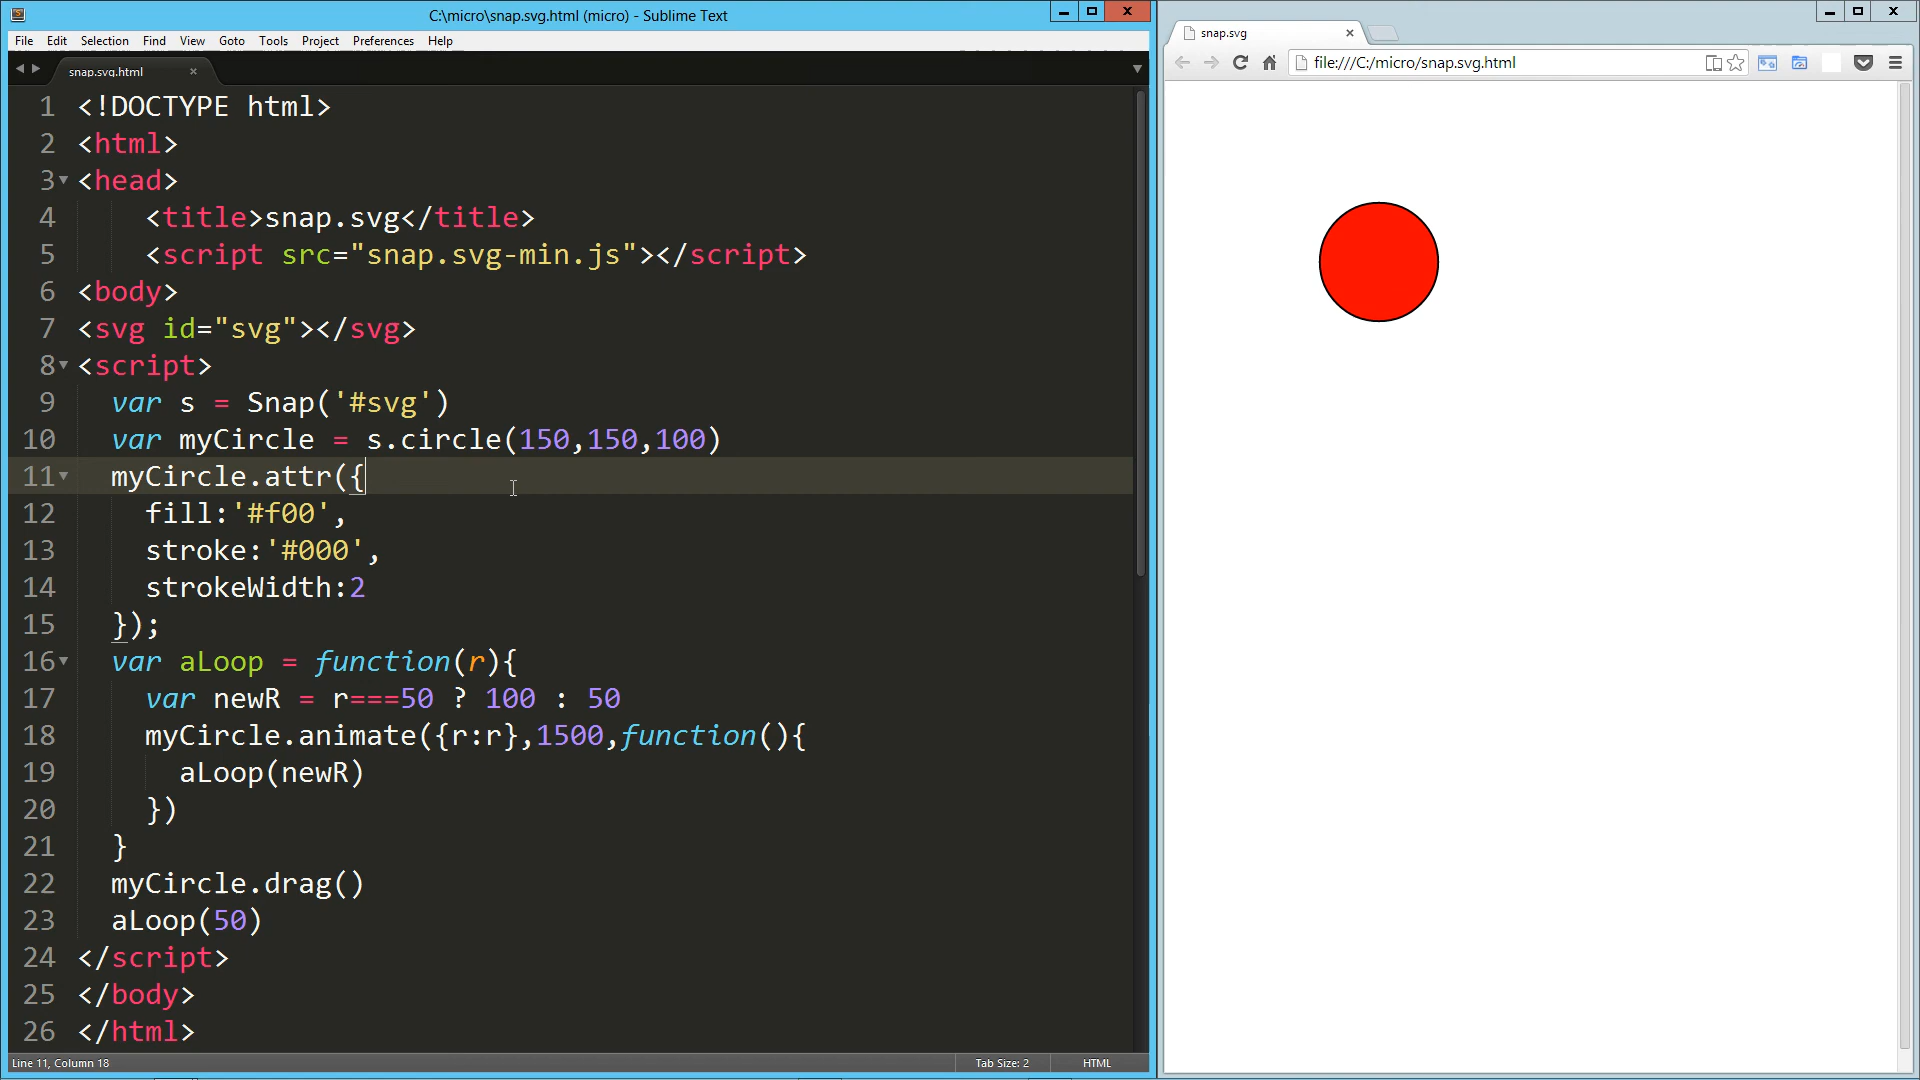 C:\micro\snap.svg.html (micro) - Sublime Text
File Edit Selection Find View Goto Tools Project Preferences Help
snap.svg.html
1 <!DOCTYPE html>
2 <html>
3 <head>
4 <title>snap.svg</title>
5 <script src="snap.svg-min.js"></script>
6 <body>
7 <svg id="svg"></svg>
8 <script>
9 var s = Snap('#svg')
10 var myCircle = s.circle(150,150,100)
11 myCircle.attr({
12 fill:'#f00',
13 stroke:'#000',
14 strokeWidth:2
15 });
16 var aLoop = function(r){
17 var newR = r===50 ? 100 : 50
18 myCircle.animate({r:r},1500,function(){
19 aLoop(newR)
20 })
21 }
22 myCircle.drag()
23 aLoop(50)
24 </script>
25 </body>
26 </html>
Line 11, Column 18
Tab Size: 2
HTML
snap.svg
file:///C:/micro/snap.svg.html